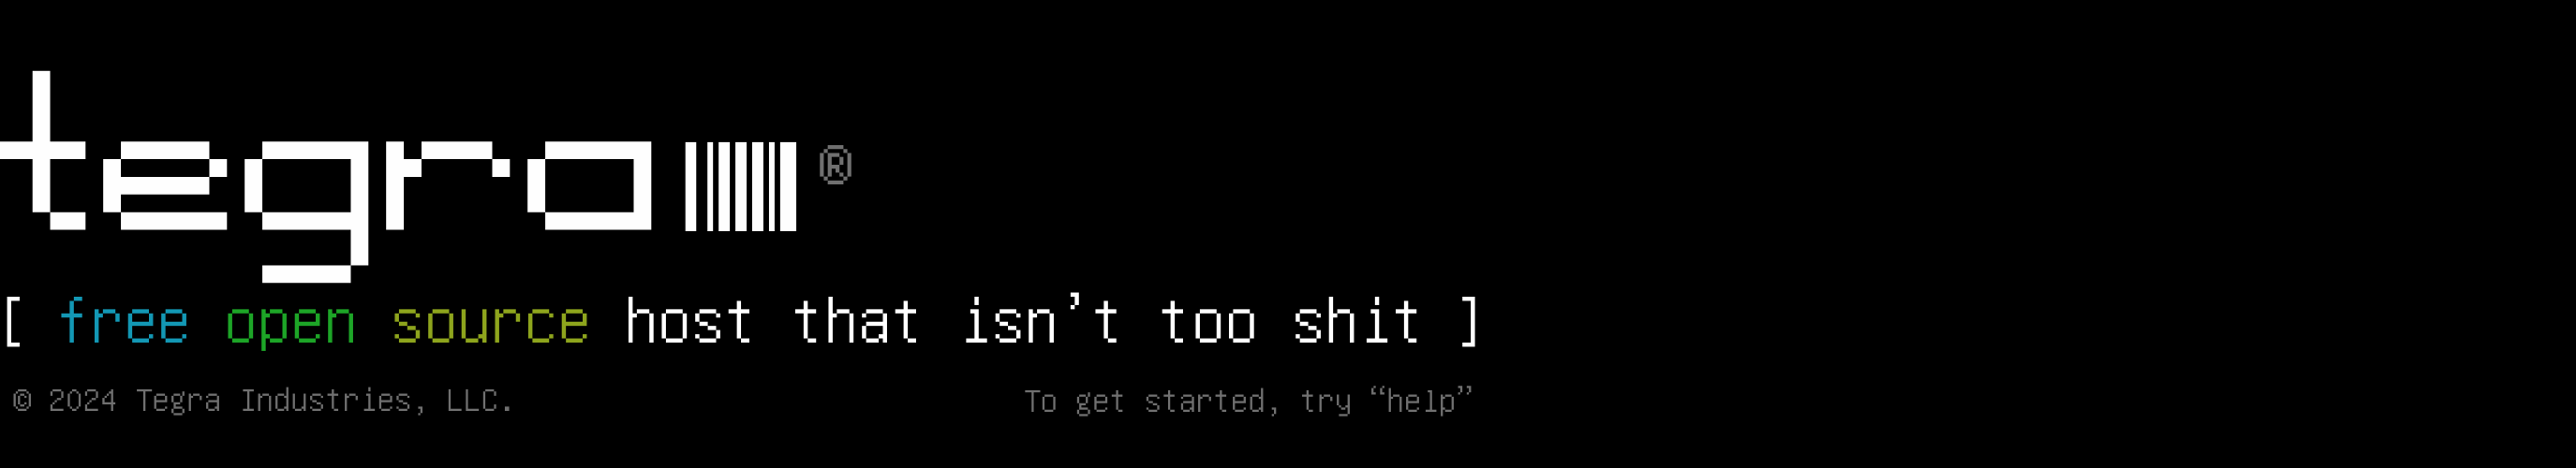 tegra ®
[ free open source host that isn’t too shit ]
© 2024 Tegra Industries, LLC. To get started, try “help”